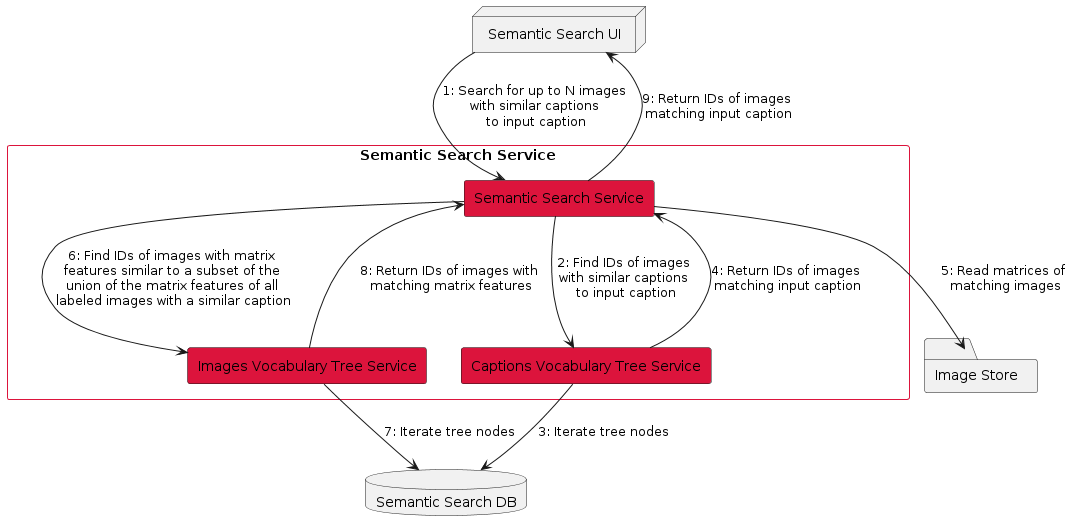 Semantic Search UI
1: Search for up to N images
with similar captions
to input caption
9: Return IDs of images
matching input caption
Semantic Search Service
Semantic Search Service
6: Find IDs of images with matrix
features similar to a subset of the
union of the matrix features of all
labeled images with a similar caption
8: Return IDs of images with
matching matrix features
2: Find IDs of images
with similar captions
to input caption
4: Return IDs of images
matching input caption
5: Read matrices of
matching images
Images Vocabulary Tree Service
Captions Vocabulary Tree Service
Image Store
7: Iterate tree nodes
3: Iterate tree nodes
Semantic Search DB